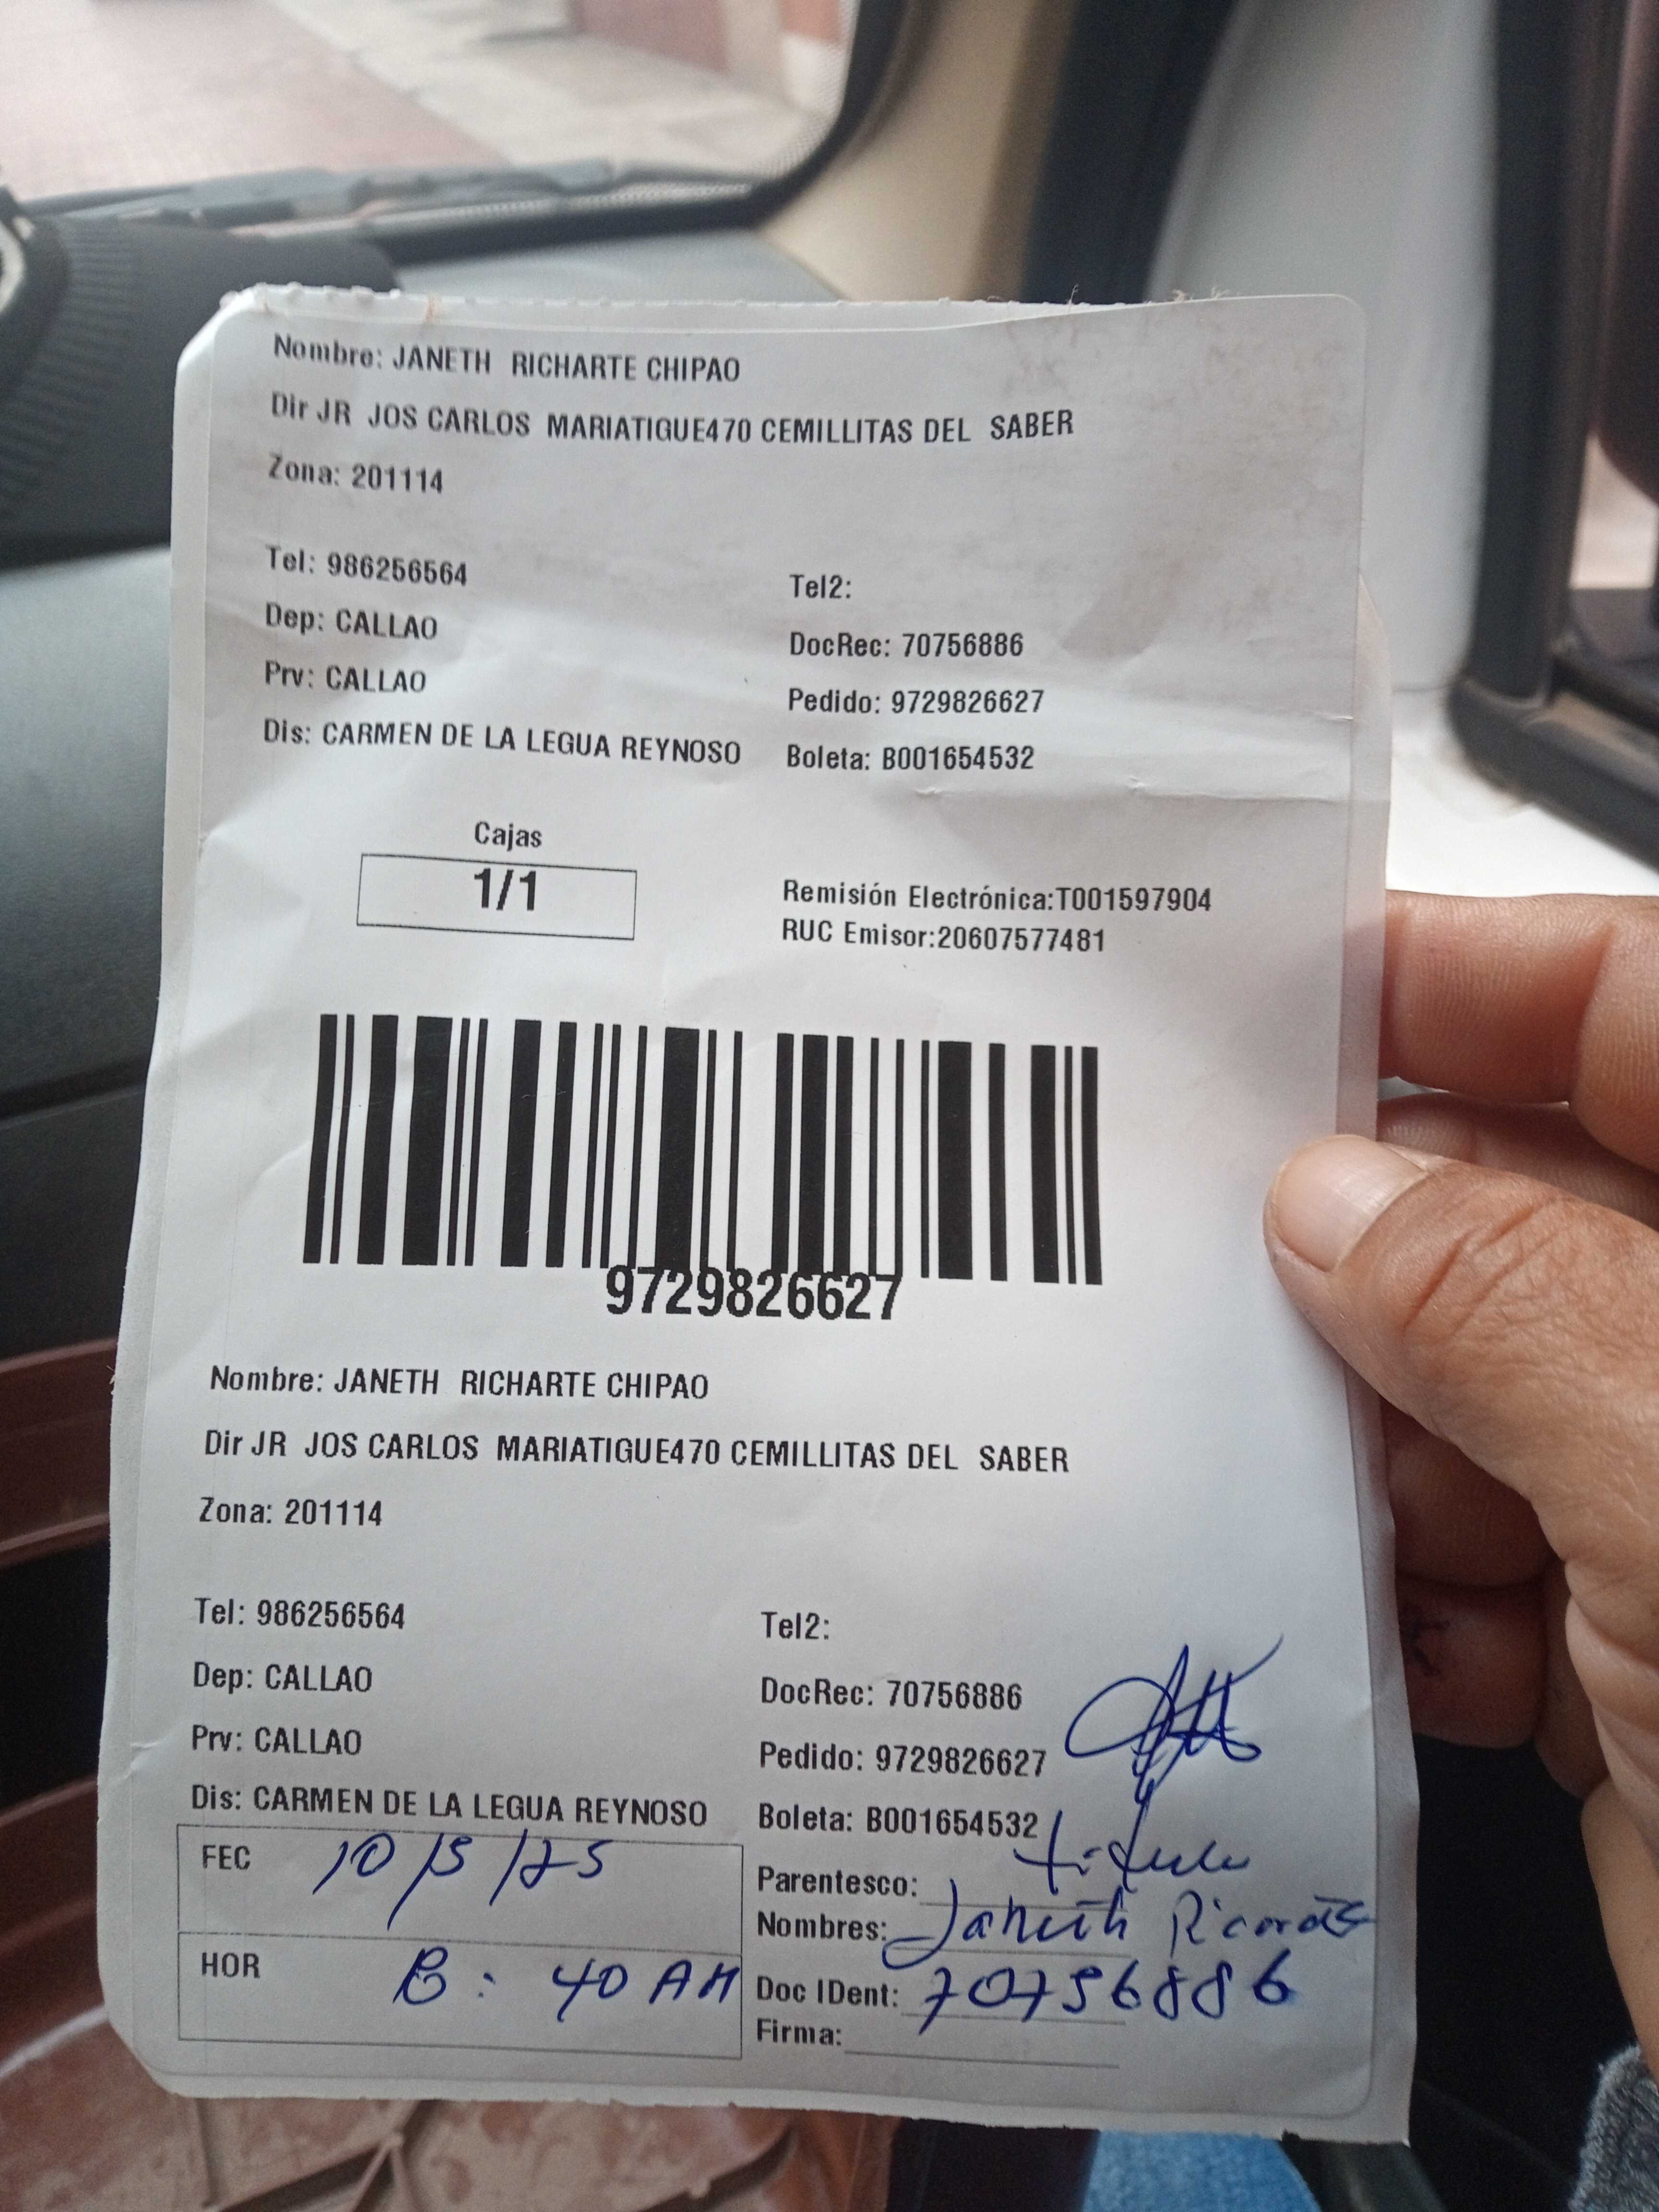 Nombre: JANETH RICHARTE CHIPAO
Dir JR JOS CARLOS MARIATIGUE470 CEMILLITAS DEL SABER
Zona: 201114
Tel: 986256564
Tel2:
Dep: CALLAO
DocRec: 70756886
Prv: CALLAO
Pedido: 9729826627
Dis: CARMEN DE LA LEGUA REYNOSO
Boleta: B001654532
Cajas
1/1
Remisión Electrónica:T001597904
RUC Emisor:20607577481
9729826627
Nombre: JANETH RICHARTE CHIPAO
Dir JR JOS CARLOS MARIATIGUE470 CEMILLITAS DEL SABER
Zona: 201114
Tel: 986256564
Tel2:
Dep: CALLAO
DocRec: 70756886
Prv: CALLAO
Pedido: 9729826627
Dis: CARMEN DE LA LEGUA REYNOSO
Boleta: B001654532
FEC 10/5/25
Parentesco:
Nombres: Janeth
HOR 8:40 AM
Doc IDent: 70756886
Firma: